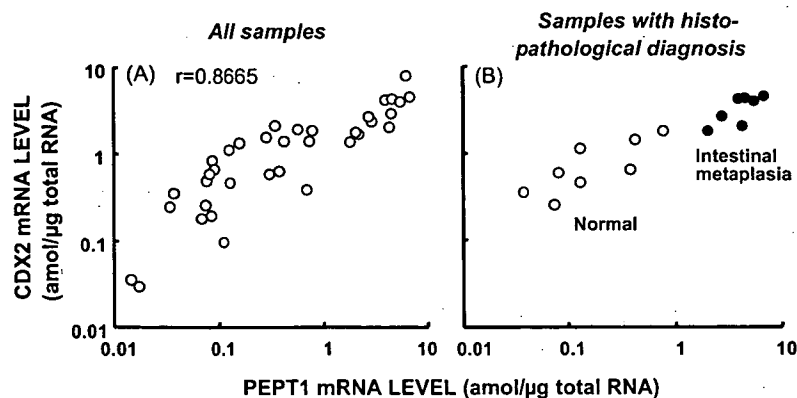 All samples
Samples with histo-
pathological diagnosis
CDX2 mRNA LEVEL
(amol/µg total RNA)
10
1
0.1
0.01
(A) r=0.8665
0.01 0.1 1 10
(B)
Intestinal
metaplasia
Normal
0.01 0.1 1 10
PEPT1 mRNA LEVEL (amol/µg total RNA)